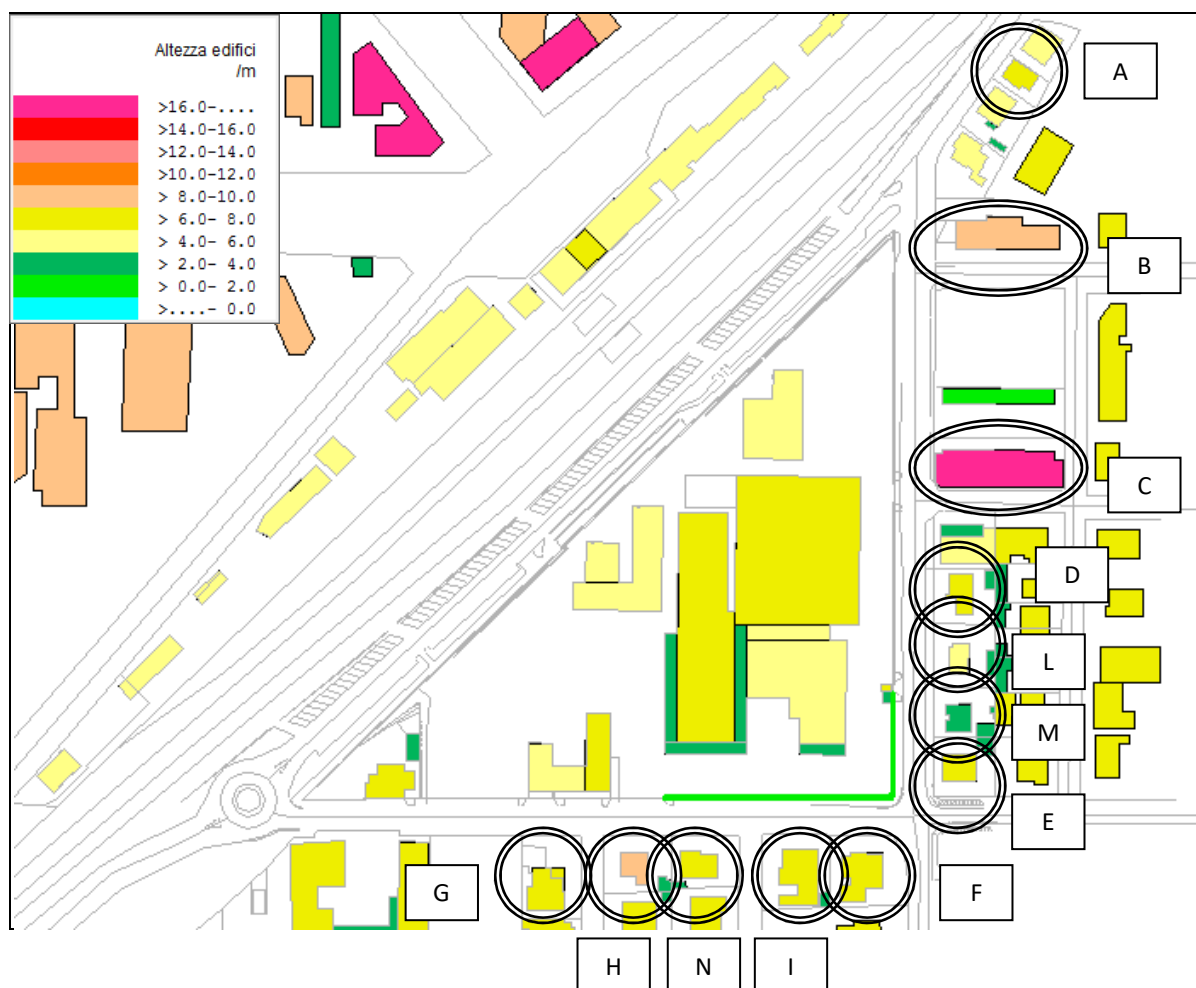 Altezza edifici
/m
>16.0-....
>14.0-16.0
>12.0-14.0
>10.0-12.0
> 8.0-10.0
> 6.0- 8.0
> 4.0- 6.0
> 2.0- 4.0
> 0.0- 2.0
>....- 0.0
A
B
C
D
L
M
E
G
F
H
N
I